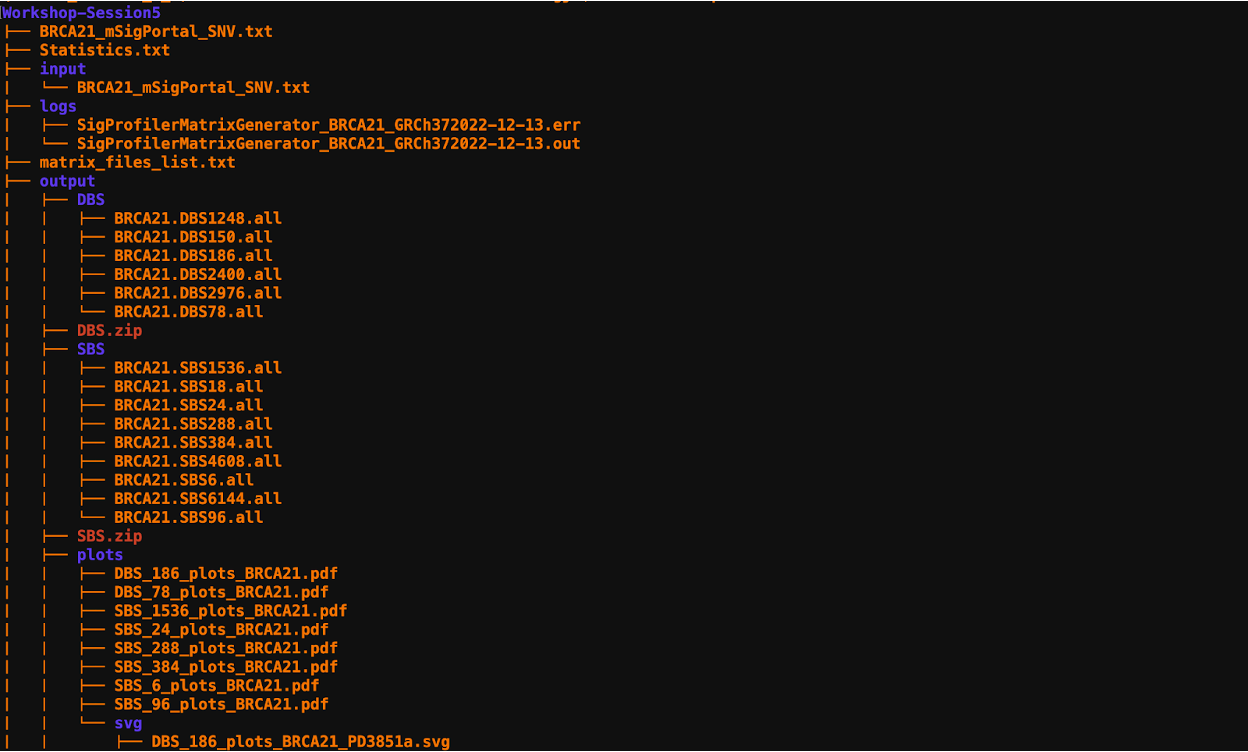 Workshop-Session5
├── BRCA21_mSigPortal_SNV.txt
├── Statistics.txt
├── input
│   └── BRCA21_mSigPortal_SNV.txt
├── logs
│   ├── SigProfilerMatrixGenerator_BRCA21_GRCh372022-12-13.err
│   └── SigProfilerMatrixGenerator_BRCA21_GRCh372022-12-13.out
├── matrix_files_list.txt
├── output
│   ├── DBS
│   │   ├── BRCA21.DBS1248.all
│   │   ├── BRCA21.DBS150.all
│   │   ├── BRCA21.DBS186.all
│   │   ├── BRCA21.DBS2400.all
│   │   ├── BRCA21.DBS2976.all
│   │   └── BRCA21.DBS78.all
│   ├── DBS.zip
│   ├── SBS
│   │   ├── BRCA21.SBS1536.all
│   │   ├── BRCA21.SBS18.all
│   │   ├── BRCA21.SBS24.all
│   │   ├── BRCA21.SBS288.all
│   │   ├── BRCA21.SBS384.all
│   │   ├── BRCA21.SBS4608.all
│   │   ├── BRCA21.SBS6.all
│   │   ├── BRCA21.SBS6144.all
│   │   └── BRCA21.SBS96.all
│   ├── SBS.zip
│   ├── plots
│   │   ├── DBS_186_plots_BRCA21.pdf
│   │   ├── DBS_78_plots_BRCA21.pdf
│   │   ├── SBS_1536_plots_BRCA21.pdf
│   │   ├── SBS_24_plots_BRCA21.pdf
│   │   ├── SBS_288_plots_BRCA21.pdf
│   │   ├── SBS_384_plots_BRCA21.pdf
│   │   ├── SBS_6_plots_BRCA21.pdf
│   │   ├── SBS_96_plots_BRCA21.pdf
│   │   └── svg
│   │       ├── DBS_186_plots_BRCA21_PD3851a.svg